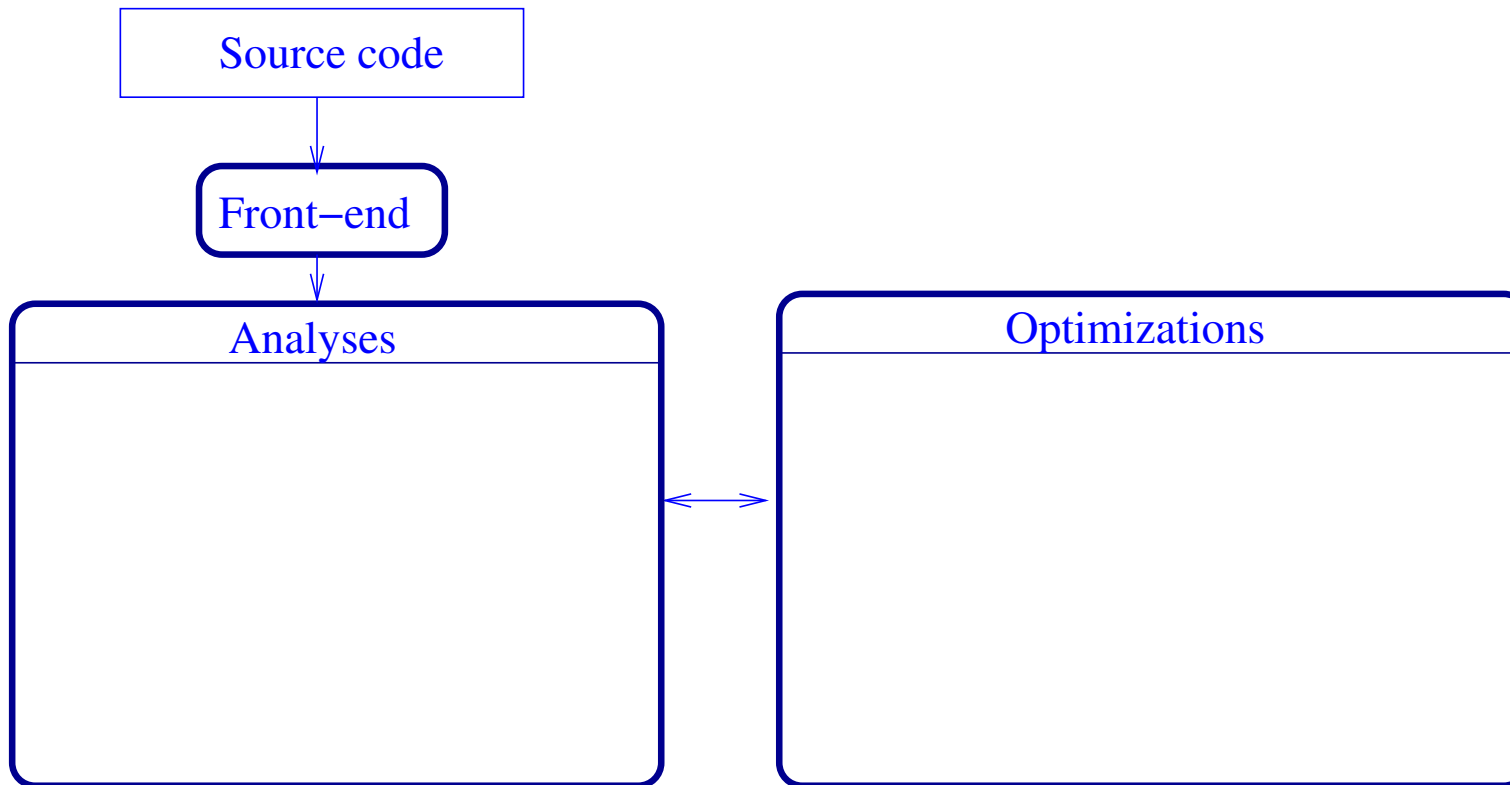 Source code
Front−end
Analyses
Optimizations